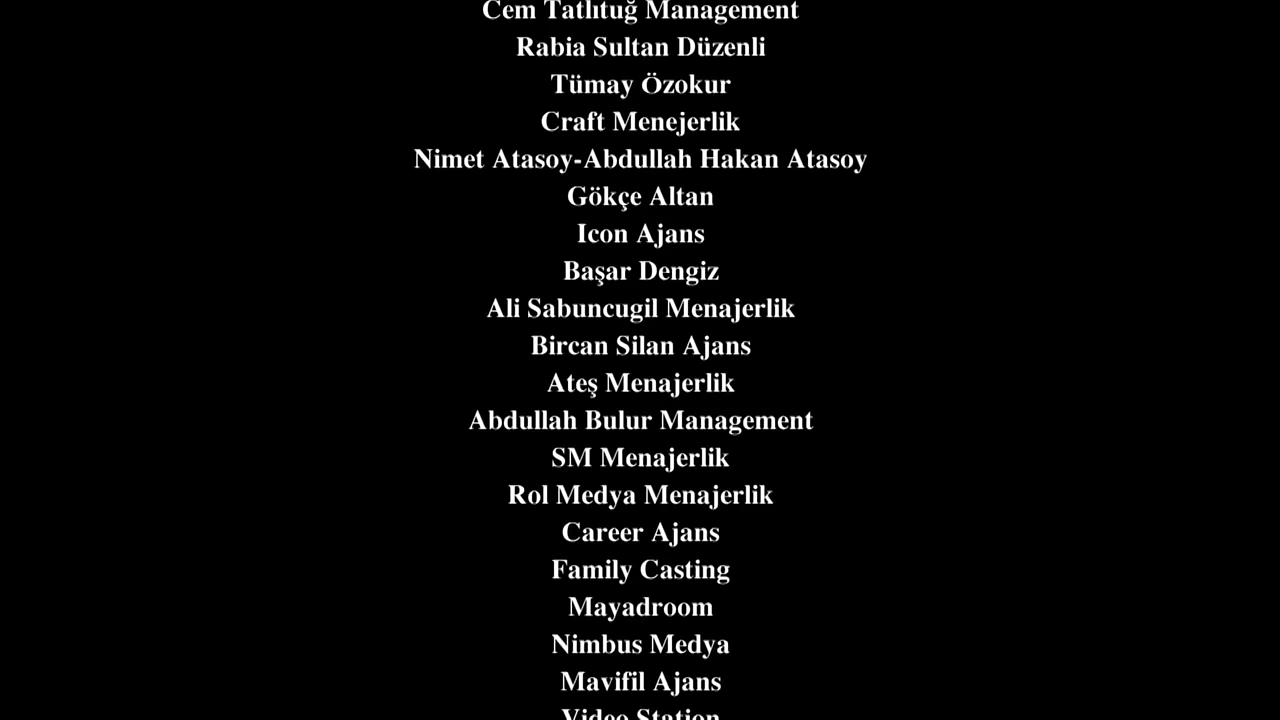 Cem Tatlıtuğ Management
Rabia Sultan Düzenli
Tümay Özokur
Craft Menejerlik
Nimet Atasoy-Abdullah Hakan Atasoy
Gökçe Altan
Icon Ajans
Başar Dengiz
Ali Sabuncugil Menajerlik
Bircan Silan Ajans
Ateş Menajerlik
Abdullah Bulur Management
SM Menajerlik
Rol Medya Menajerlik
Career Ajans
Family Casting
Mayadroom
Nimbus Medya
Mavifil Ajans
Video Station